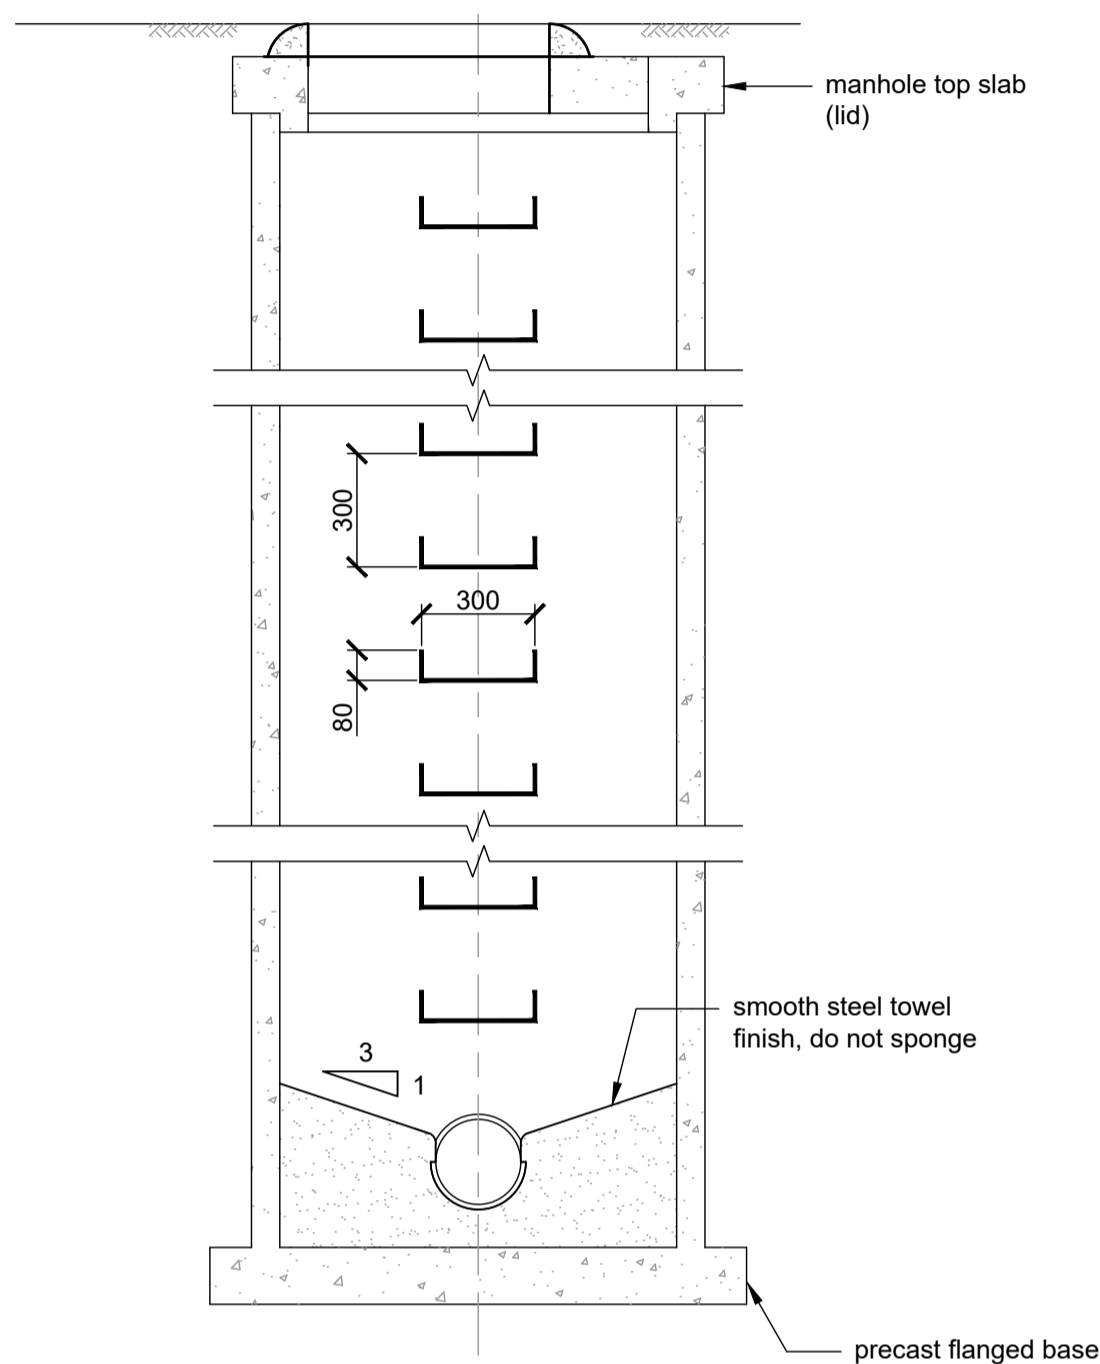 manhole top slab
(lid)
300
300
80
smooth steel towel
finish, do not sponge
3
1
precast flanged base